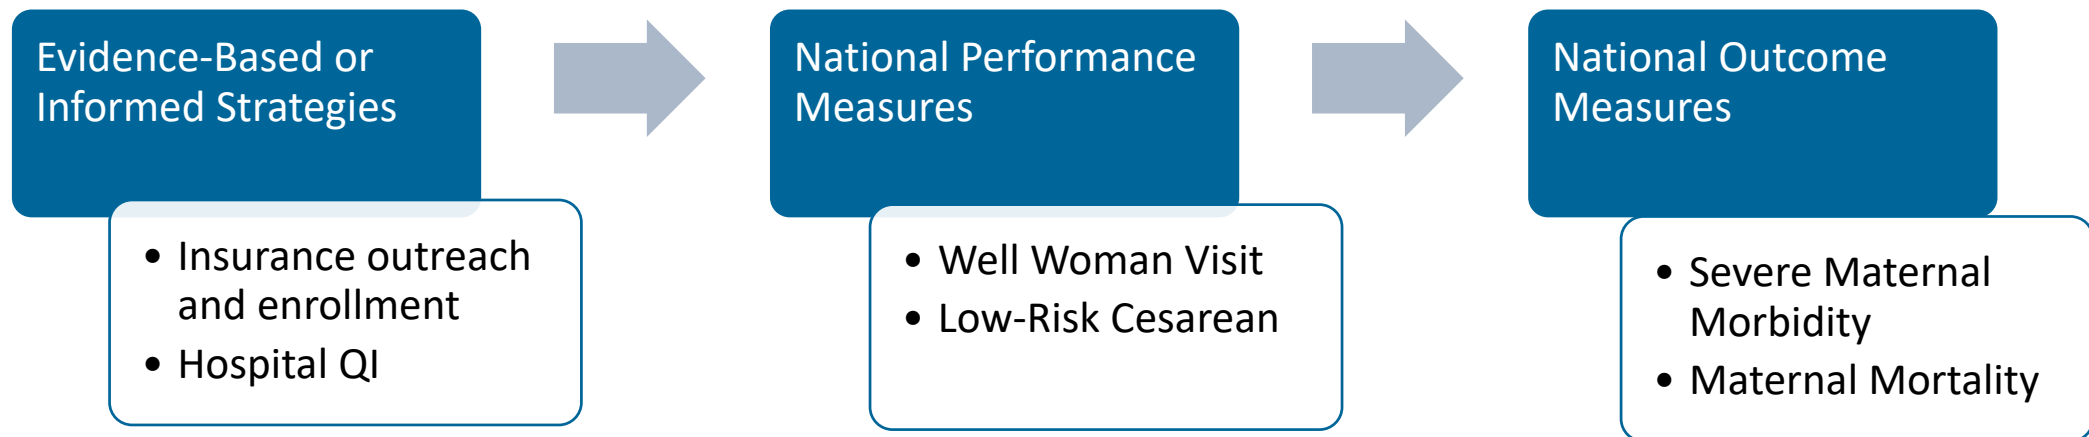 Evidence-Based or
Informed Strategies
• Insurance outreach
and enrollment
• Hospital QI
National Performance
Measures
• Well Woman Visit
• Low-Risk Cesarean
National Outcome
Measures
• Severe Maternal
Morbidity
• Maternal Mortality